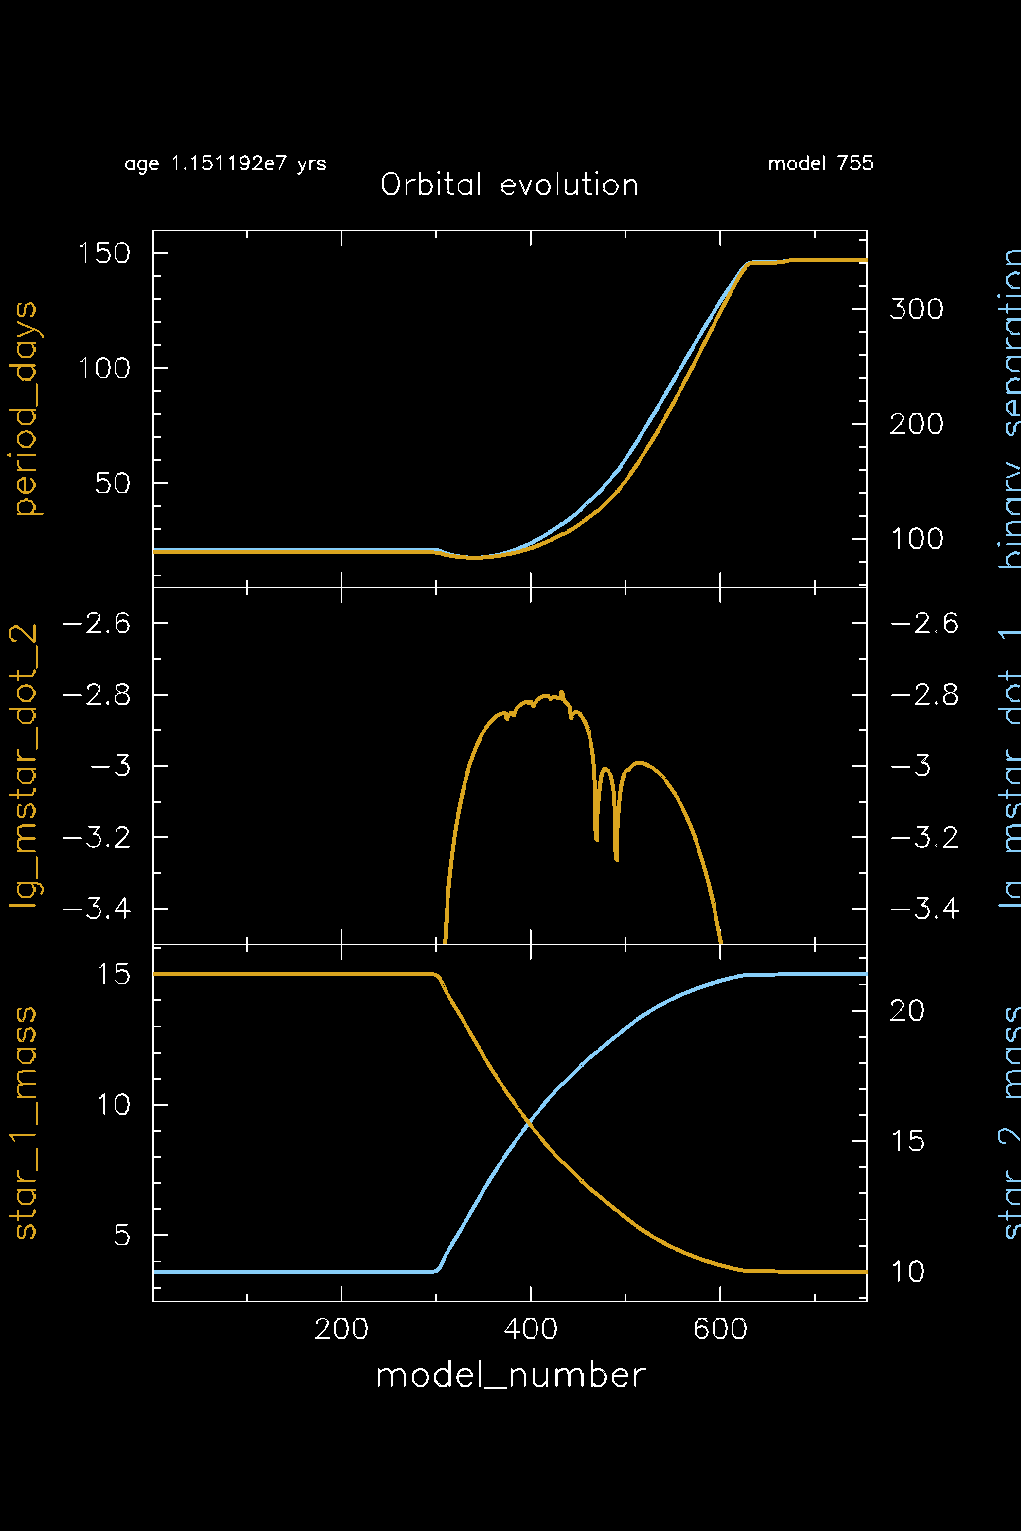 age 1.151192e7 yrs
model 755
Orbital evolution
period_days
150
100
50
300
200
100
binary separation
lg_mstar_dot_2
−2.6
−2.8
−3
−3.2
−3.4
−2.6
−2.8
−3
−3.2
−3.4
lg_mstar_dot_1
star_1_mass
15
10
5
20
15
10
star_2_mass
200
400
600
model_number